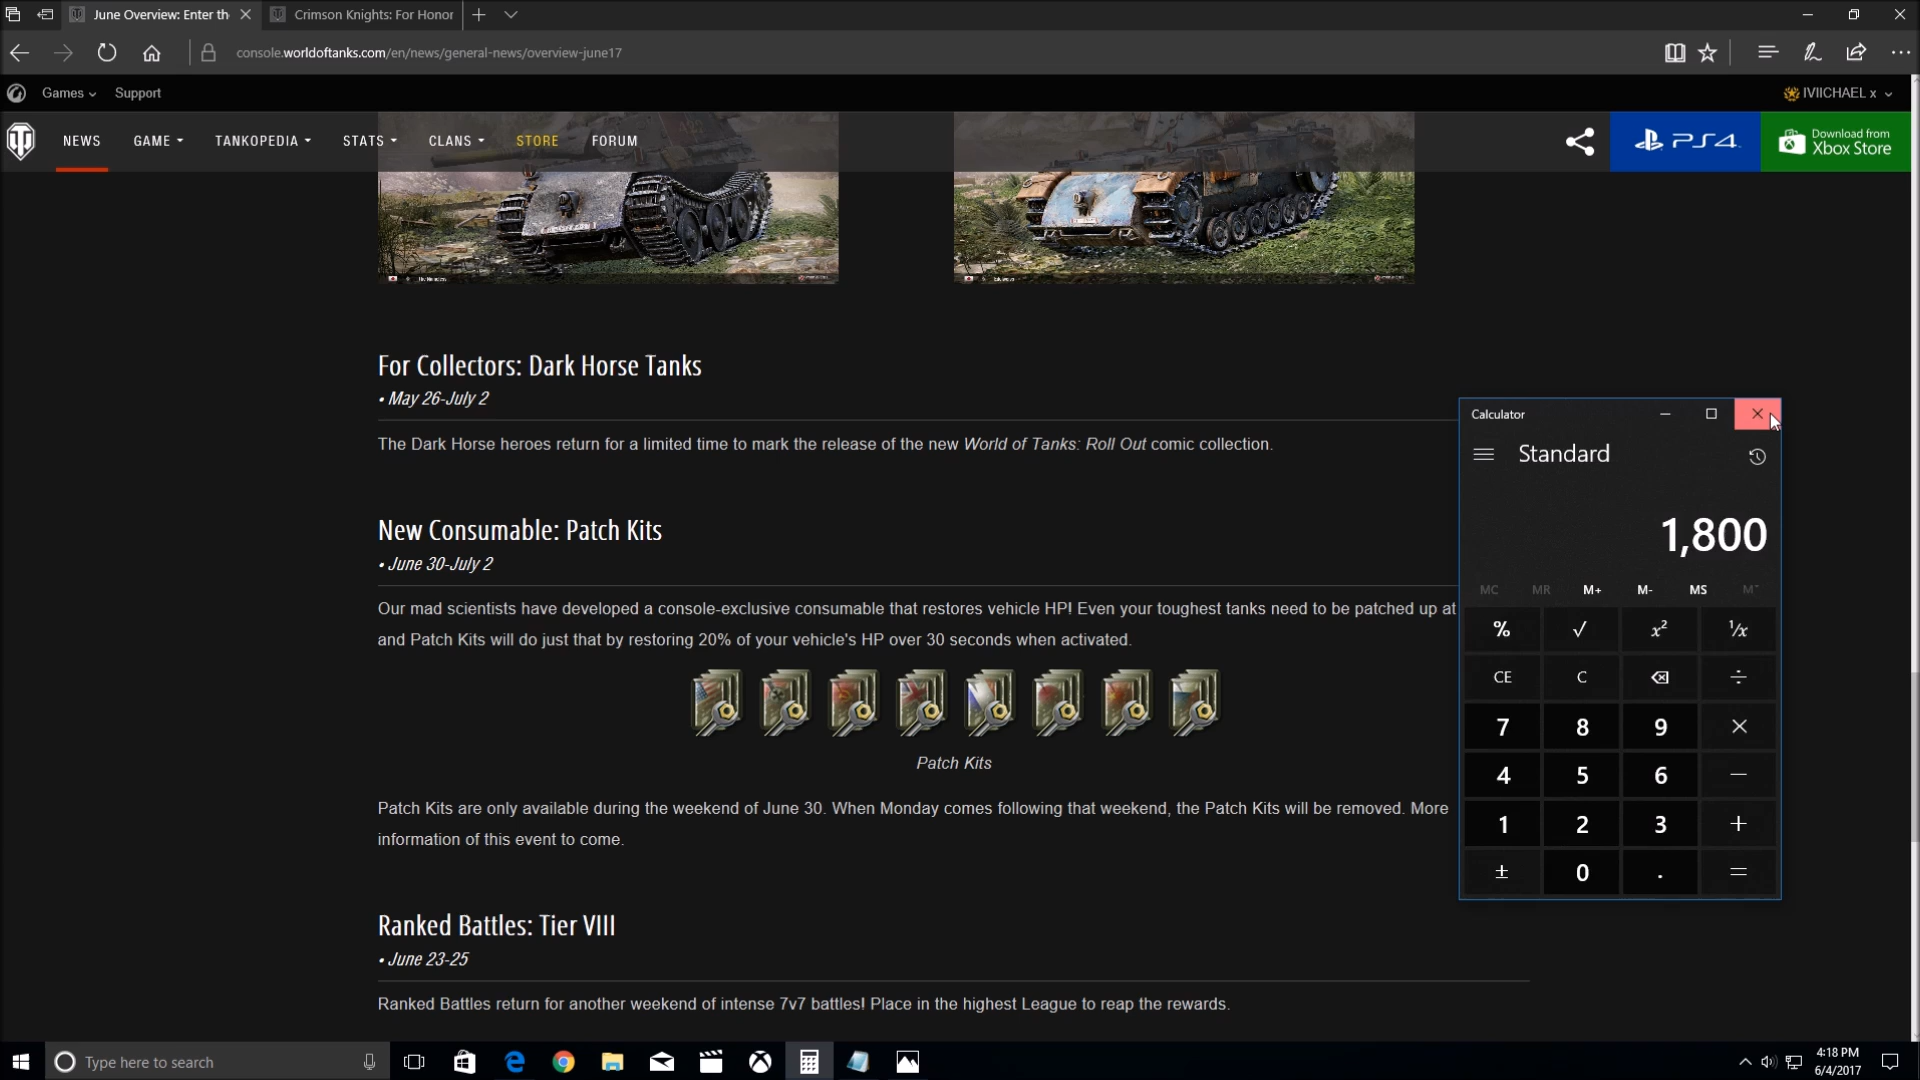 June Overview: Enter th
Crimson Knights: For Honor
console.worldoftanks.com/en/news/general-news/overview-june17
Games
Support
IVIICHAEL x
NEWS
GAME
TANKOPEDIA
STATS
CLANS
STORE
FORUM
PS4
Download from
Xbox Store
For Collectors: Dark Horse Tanks
• May 26-July 2
The Dark Horse heroes return for a limited time to mark the release of the new World of Tanks: Roll Out comic collection.
New Consumable: Patch Kits
• June 30-July 2
Our mad scientists have developed a console-exclusive consumable that restores vehicle HP! Even your toughest tanks need to be patched up at
and Patch Kits will do just that by restoring 20% of your vehicle's HP over 30 seconds when activated.
Patch Kits
Patch Kits are only available during the weekend of June 30. When Monday comes following that weekend, the Patch Kits will be removed. More
information of this event to come.
Ranked Battles: Tier VIII
• June 23-25
Ranked Battles return for another weekend of intense 7v7 battles! Place in the highest League to reap the rewards.
Calculator
Standard
1,800
MC MR M+ M- MS M˅
% √ x² ¹/x
CE C ÷
7 8 9 ×
4 5 6 −
1 2 3 +
± 0 . =
Type here to search
4:18 PM
6/4/2017